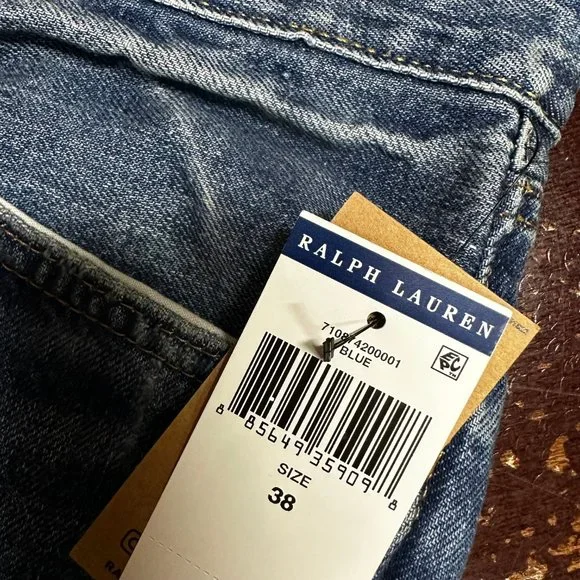 RALPH LAUREN
4200001
BLUE
8 85649 35909 8
SIZE
38